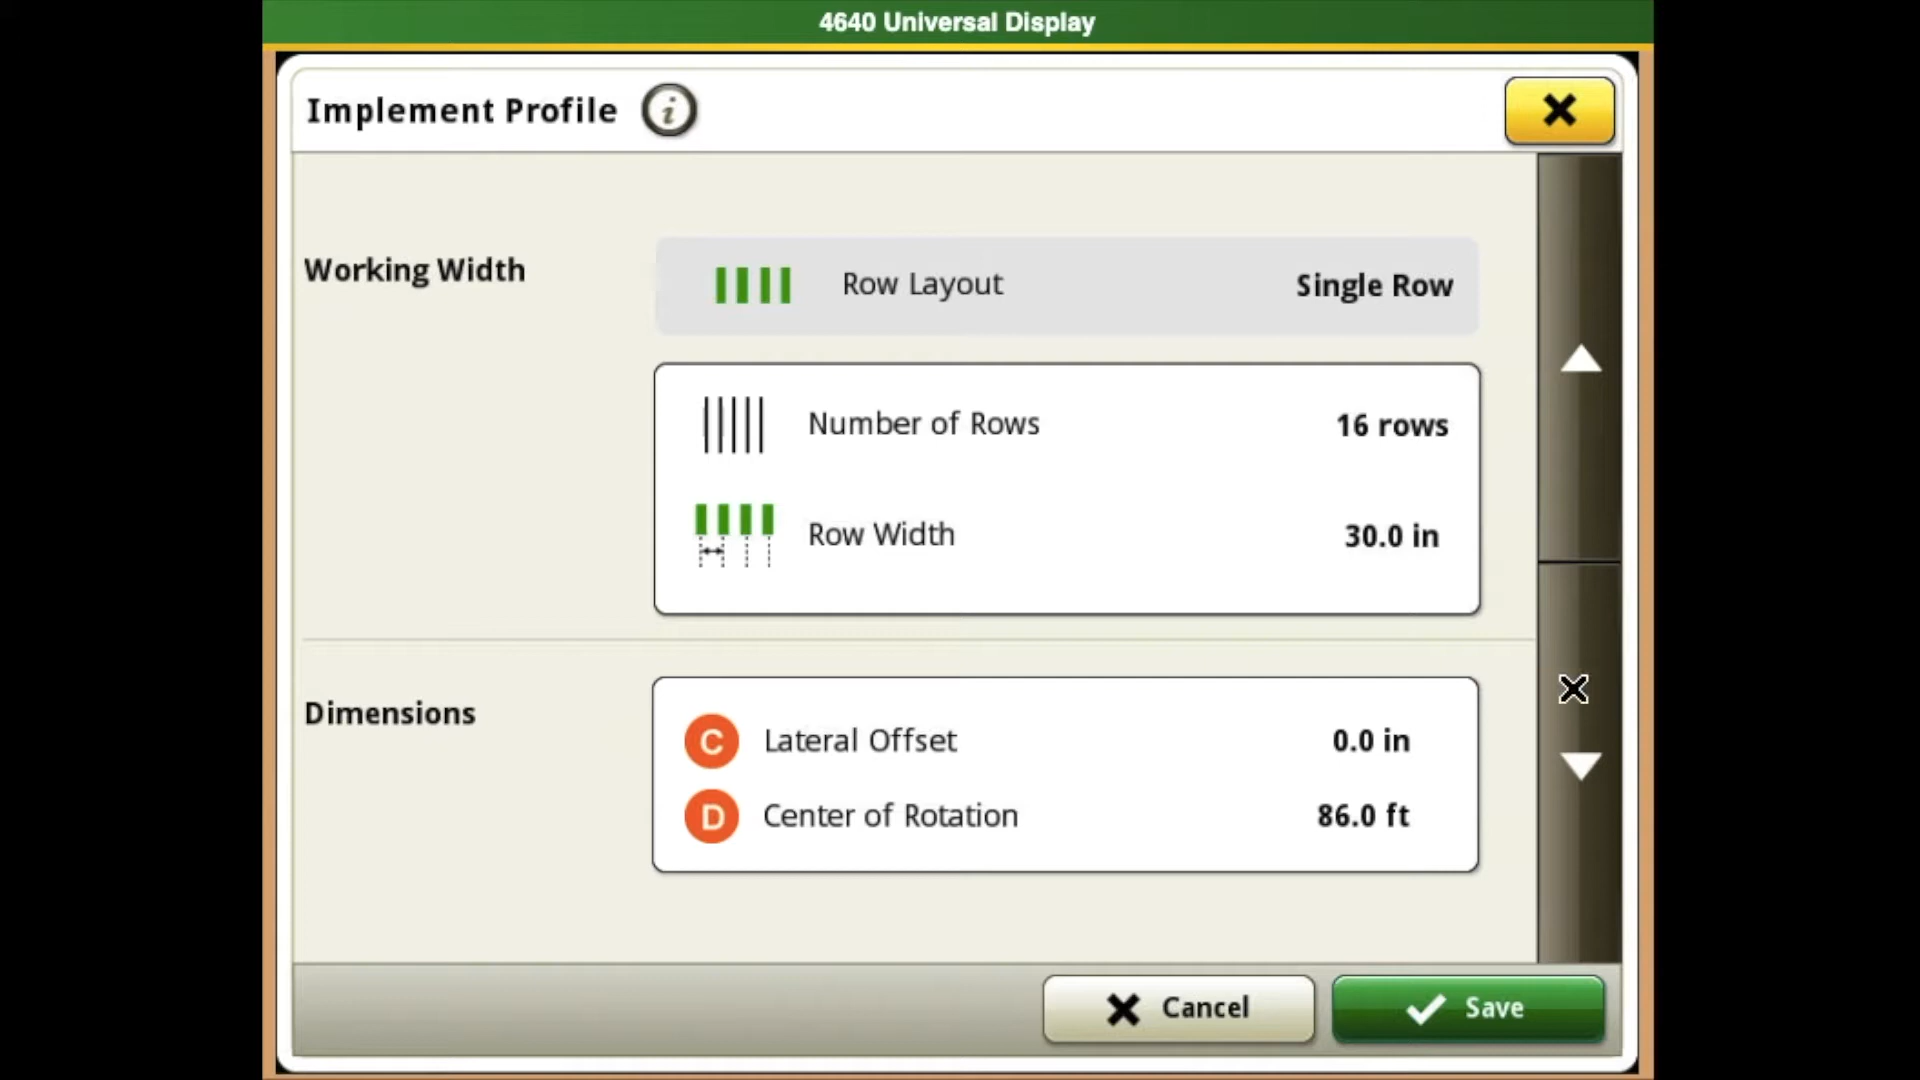 4640 Universal Display
Implement Profile i
Working Width
Row Layout Single Row
Number of Rows 16 rows
Row Width 30.0 in
Dimensions
C Lateral Offset 0.0 in
D Center of Rotation 86.0 ft
Cancel Save